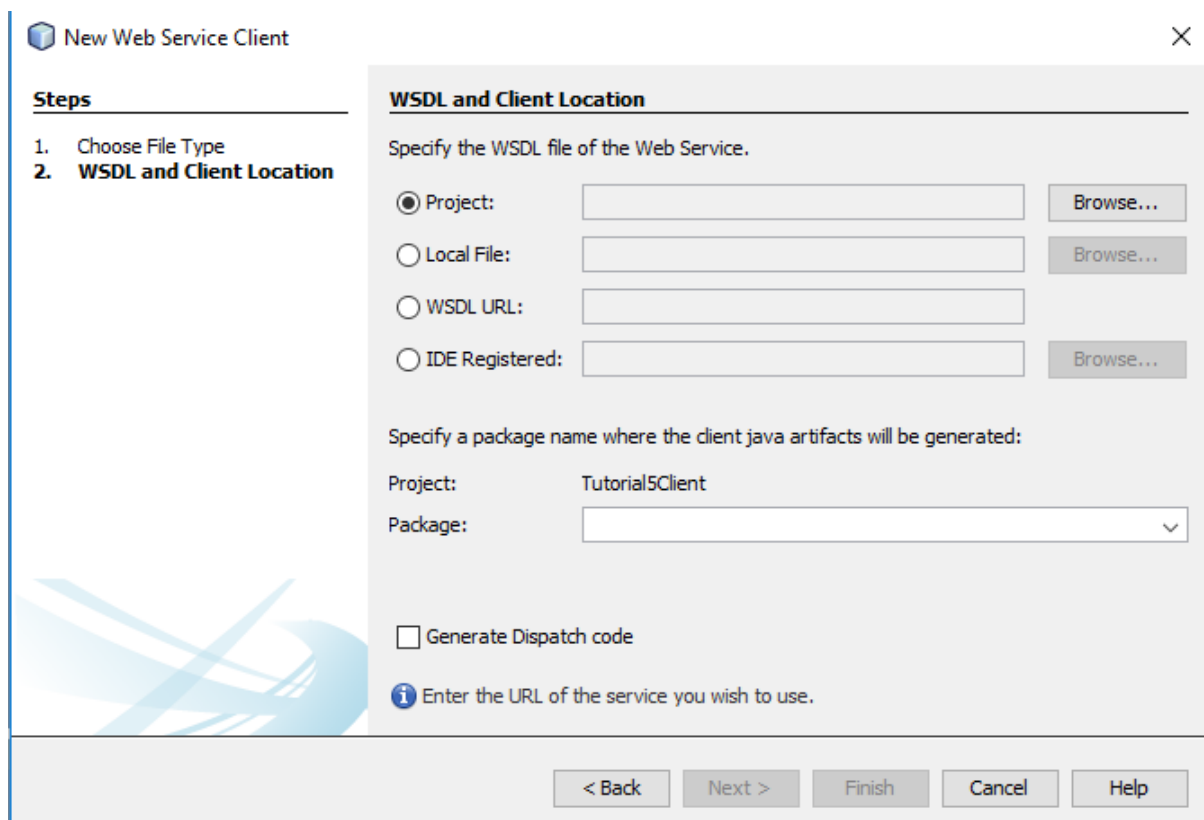 New Web Service Client
Steps
1. Choose File Type
2. WSDL and Client Location
WSDL and Client Location
Specify the WSDL file of the Web Service.
Project: Browse...
Local File: Browse...
WSDL URL:
IDE Registered: Browse...
Specify a package name where the client java artifacts will be generated:
Project: Tutorial5Client
Package:
Generate Dispatch code
Enter the URL of the service you wish to use.
< Back Next > Finish Cancel Help